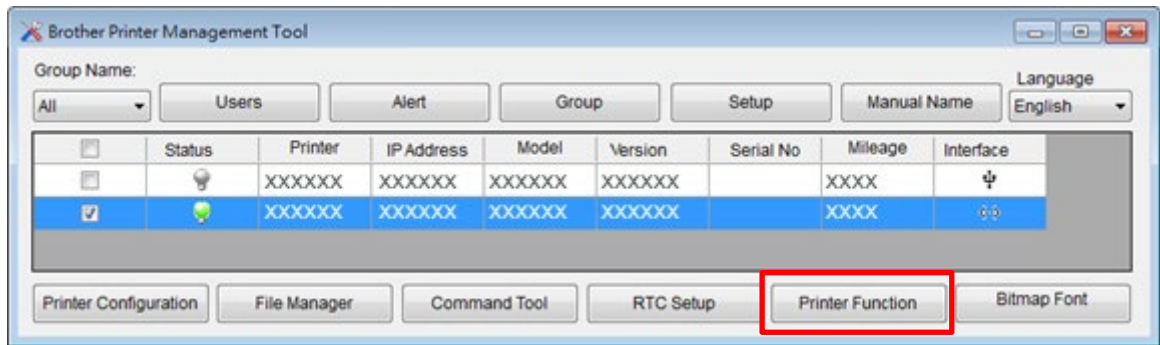 Brother Printer Management Tool
Group Name:
Language
All Users Alert Group Setup Manual Name English
Status Printer IP Address Model Version Serial No Mileage Interface
XXXXXX XXXXXX XXXXXX XXXXXX XXXX
XXXXXX XXXXXX XXXXXX XXXXXX XXXX
Printer Configuration File Manager Command Tool RTC Setup Printer Function Bitmap Font